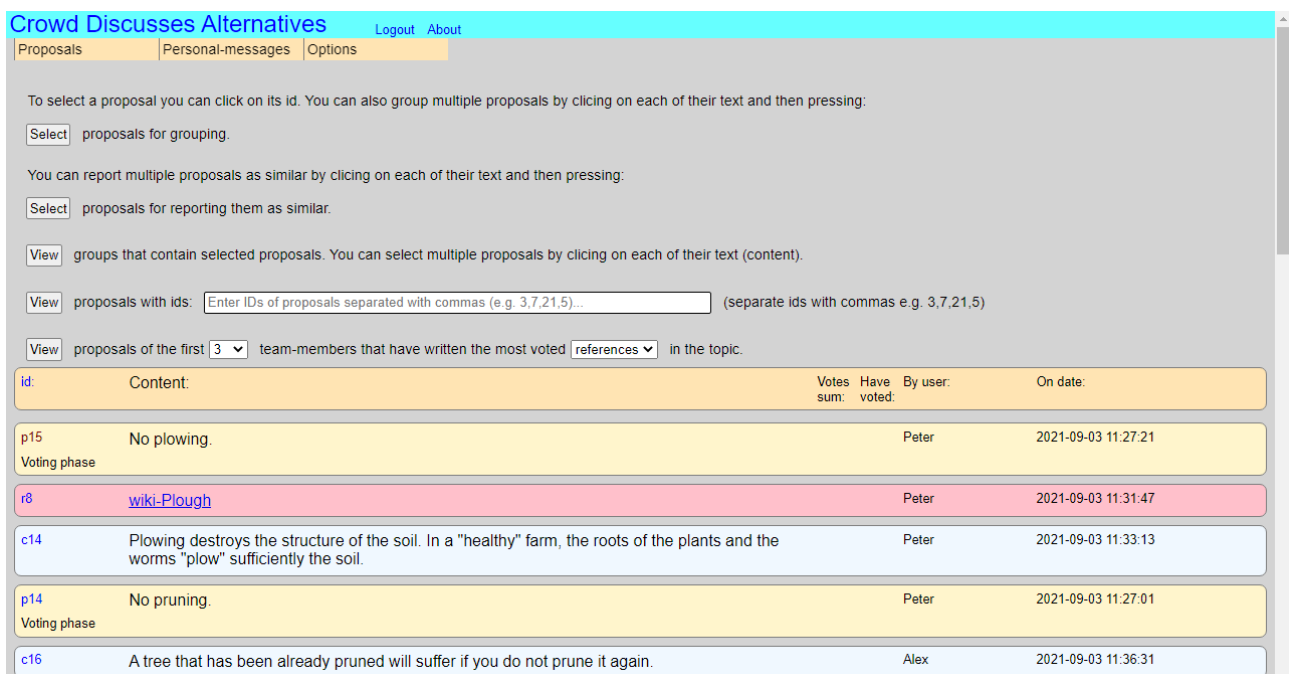 Crowd Discusses Alternatives Logout About
Proposals Personal-messages Options
To select a proposal you can click on its id. You can also group multiple proposals by clicing on each of their text and then pressing:
Select proposals for grouping.
You can report multiple proposals as similar by clicing on each of their text and then pressing:
Select proposals for reporting them as similar.
View groups that contain selected proposals. You can select multiple proposals by clicing on each of their text (content).
View proposals with ids: Enter IDs of proposals separated with commas (e.g. 3,7,21,5)... (separate ids with commas e.g. 3,7,21,5)
View proposals of the first 3 team-members that have written the most voted references in the topic.
id: Content: Votes sum: Have voted: By user: On date:
p15 No plowing. Peter 2021-09-03 11:27:21
Voting phase
r8 wiki-Plough Peter 2021-09-03 11:31:47
c14 Plowing destroys the structure of the soil. In a "healthy" farm, the roots of the plants and the Peter 2021-09-03 11:33:13
worms "plow" sufficiently the soil.
p14 No pruning. Peter 2021-09-03 11:27:01
Voting phase
c16 A tree that has been already pruned will suffer if you do not prune it again. Alex 2021-09-03 11:36:31